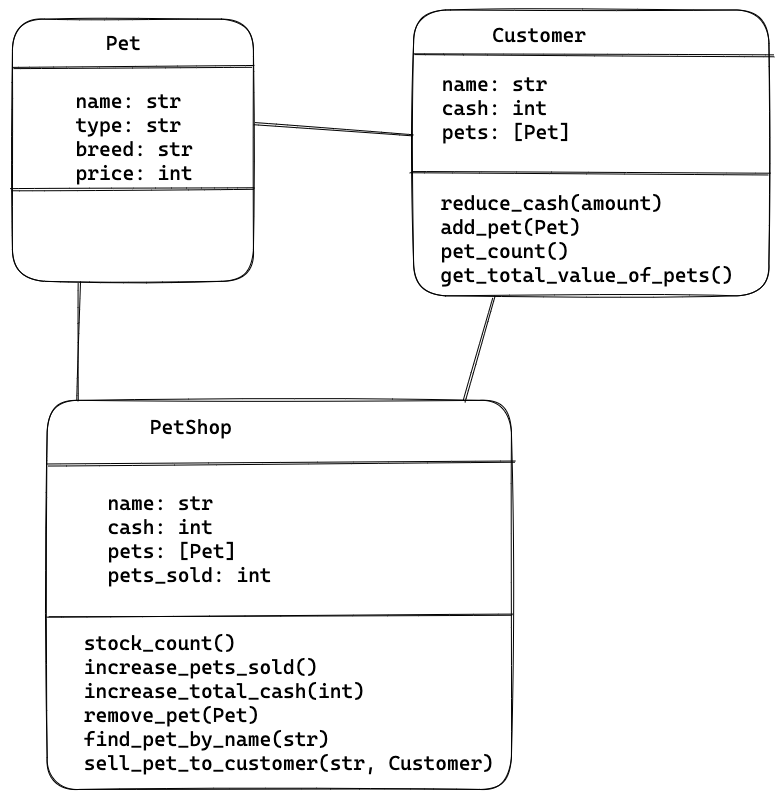 Pet
name: str
type: str
breed: str
price: int
Customer
name: str
cash: int
pets: [Pet]
reduce_cash(amount)
add_pet(Pet)
pet_count()
get_total_value_of_pets()
PetShop
name: str
cash: int
pets: [Pet]
pets_sold: int
stock_count()
increase_pets_sold()
increase_total_cash(int)
remove_pet(Pet)
find_pet_by_name(str)
sell_pet_to_customer(str, Customer)